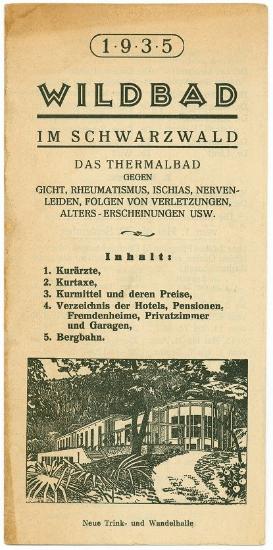 1·9·3·5
WILDBAD
IM SCHWARZWALD
DAS THERMALBAD
GEGEN
GICHT, RHEUMATISMUS, ISCHIAS, NERVEN-
LEIDEN, FOLGEN VON VERLETZUNGEN,
ALTERS-ERSCHEINUNGEN USW.
Inhalt:
1. Kurärzte,
2. Kurtaxe,
3. Kurmittel und deren Preise,
4. Verzeichnis der Hotels, Pensionen,
Fremdenheime, Privatzimmer
und Garagen,
5. Bergbahn.
Neue Trink- und Wandelhalle